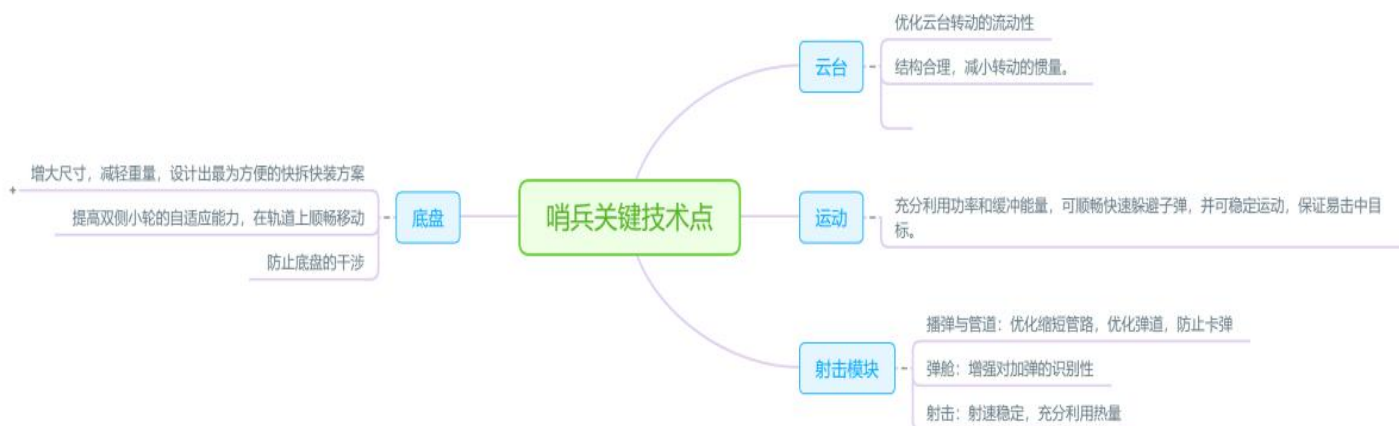 哨兵关键技术点
云台
优化云台转动的流动性
结构合理，减小转动的惯量。
运动
充分利用功率和缓冲能量，可顺畅快速躲避子弹，并可稳定运动，保证易击中目
标。
射击模块
播弹与管道：优化缩短管路，优化弹道，防止卡弹
弹舱：增强对加弹的识别性
射击：射速稳定，充分利用热量
底盘
增大尺寸，减轻重量，设计出最为方便的快拆快装方案
提高双侧小轮的自适应能力，在轨道上顺畅移动
防止底盘的干涉